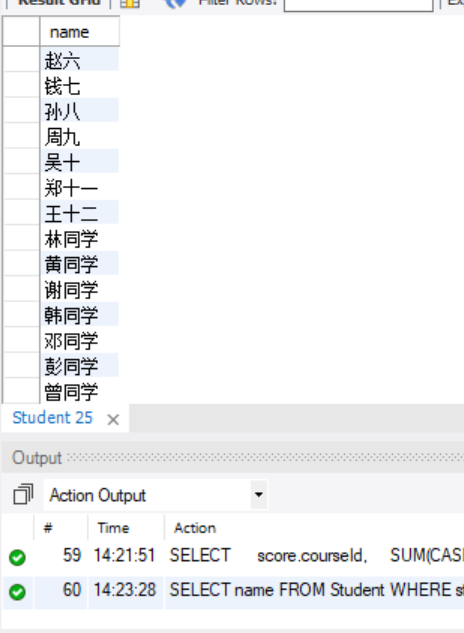 Result Grid Filter Rows: Ex
name
赵六
钱七
孙八
周九
吴十
郑十一
王十二
林同学
黄同学
谢同学
韩同学
邓同学
彭同学
曾同学
Student 25
Output
Action Output
# Time Action
59 14:21:51 SELECT score.courseId, SUM(CAS
60 14:23:28 SELECT name FROM Student WHERE s